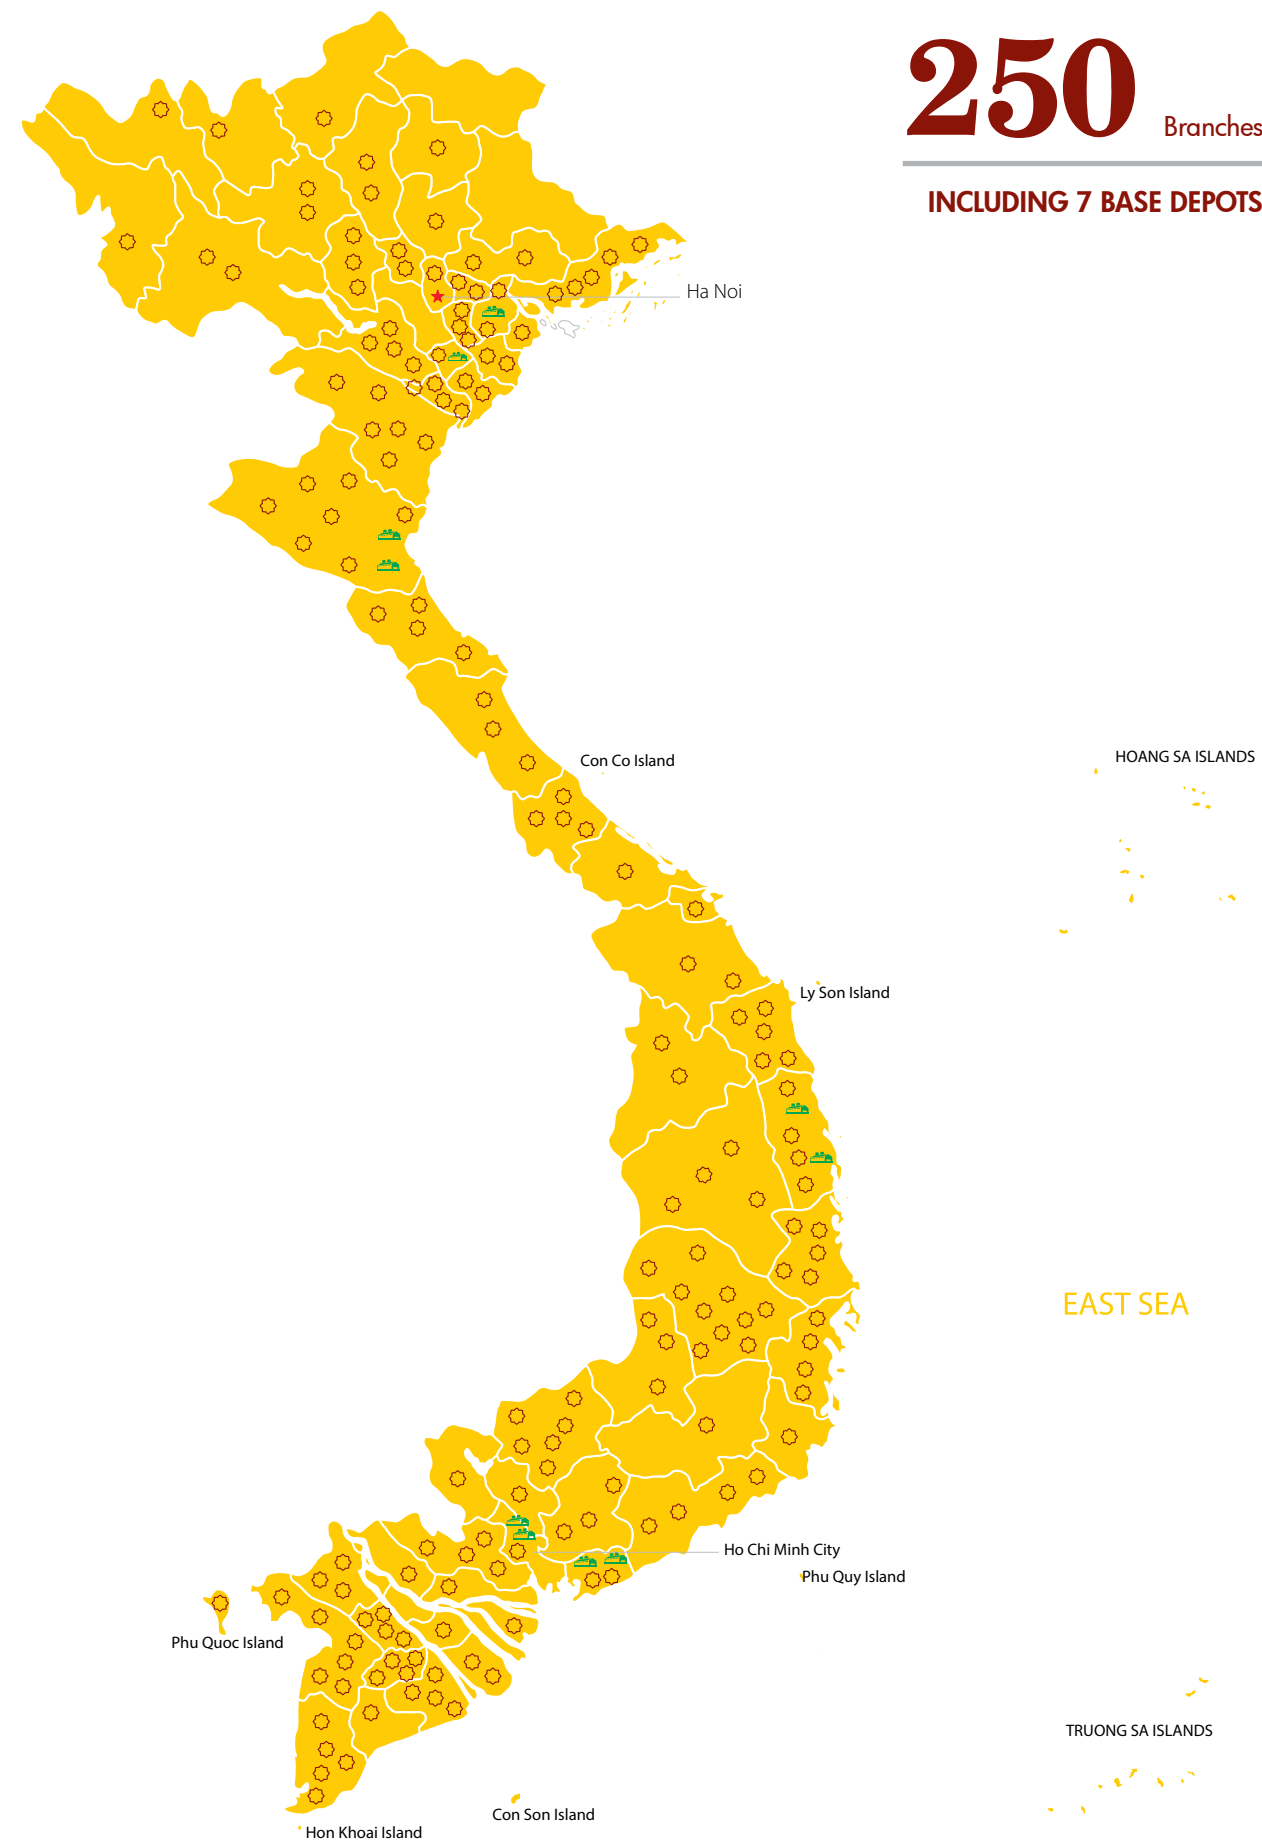 250 Branches
INCLUDING 7 BASE DEPOTS
Ha Noi
Con Co Island
HOANG SA ISLANDS
Ly Son Island
EAST SEA
Ho Chi Minh City
Phu Quy Island
Phu Quoc Island
TRUONG SA ISLANDS
Con Son Island
Hon Khoai Island